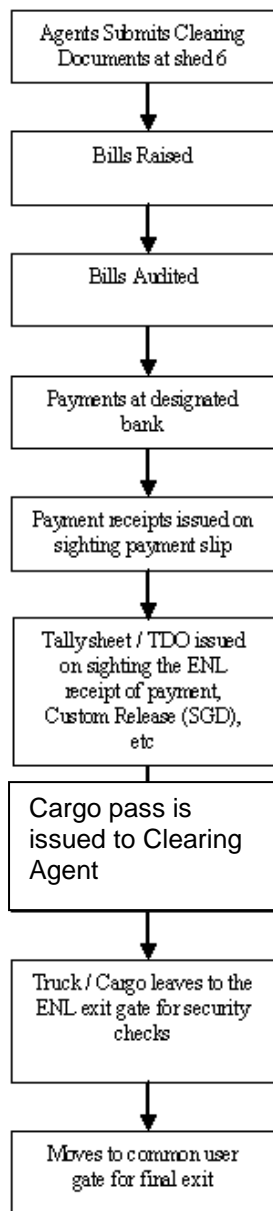 Agents Submits Clearing
Documents at shed 6
Bills Raised
Bills Audited
Payments at designated
bank
Payment receipts issued on
sighting payment slip
Tallysheet / TDO issued
on sighting the ENL
receipt of payment,
Custom Release (SGD),
etc
Cargo pass is
issued to Clearing
Agent
Truck / Cargo leaves to the
ENL exit gate for security
checks
Moves to common user
gate for final exit